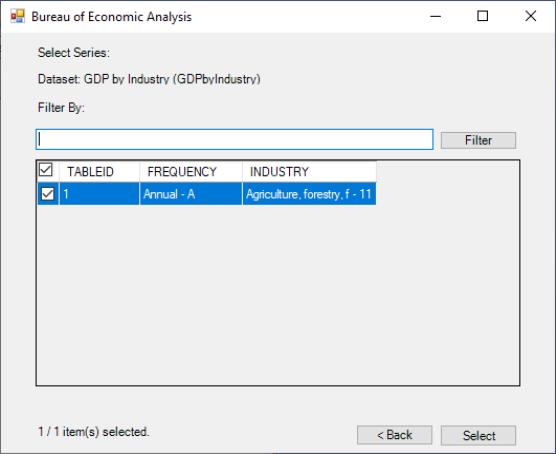 Bureau of Economic Analysis
Select Series:
Dataset: GDP by Industry (GDPbyIndustry)
Filter By:
Filter
TABLEID FREQUENCY INDUSTRY
1 Annual - A Agriculture, forestry, f - 11
1 / 1 item(s) selected.
< Back Select